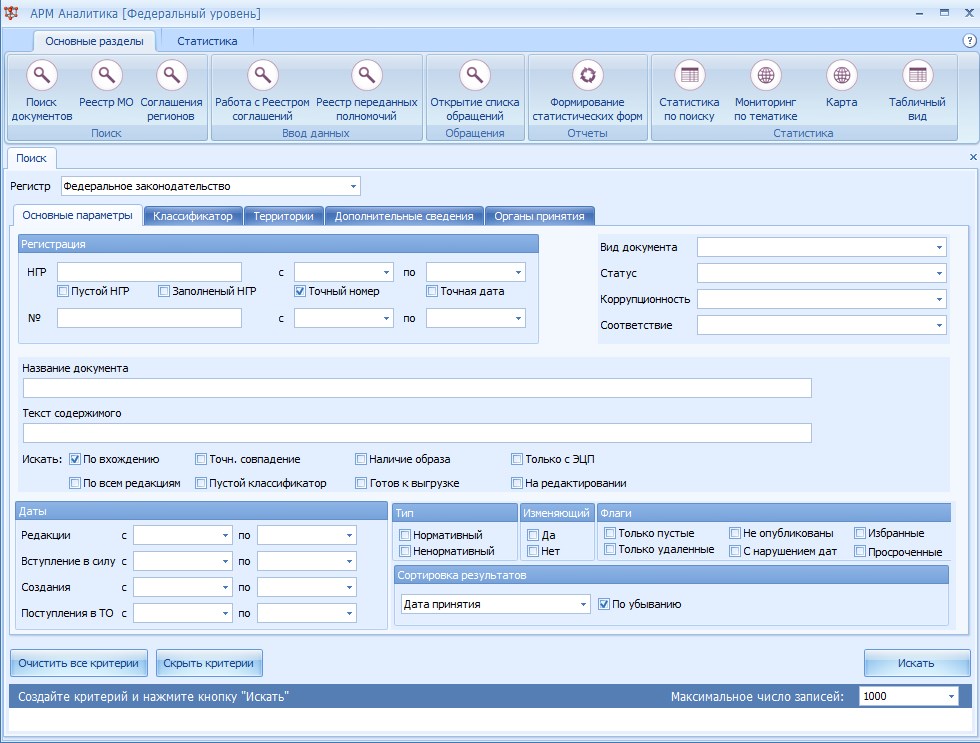 АРМ Аналитика [Федеральный уровень]
Основные разделы Статистика
Поиск документов Реестр МО Соглашения регионов Работа с Реестром соглашений Реестр переданных полномочий Открытие списка обращений Формирование статистических форм Статистика по поиску Мониторинг по тематике Карта Табличный вид
Поиск Ввод данных Обращения Отчеты Статистика
Поиск
Регистр Федеральное законодательство
Основные параметры Классификатор Территории Дополнительные сведения Органы принятия
Регистрация
НГР с по
Пустой НГР Заполненый НГР Точный номер Точная дата
№ с по
Вид документа
Статус
Коррупционность
Соответствие
Название документа
Текст содержимого
Искать: По вхождению Точн. совпадение Наличие образа Только с ЭЦП
По всем редакциям Пустой классификатор Готов к выгрузке На редактировании
Даты
Редакции с по
Вступление в силу с по
Создания с по
Поступления в ТО с по
Тип
Нормативный
Ненормативный
Изменяющий
Да
Нет
Флаги
Только пустые Не опубликованы Избранные
Только удаленные С нарушением дат Просроченные
Сортировка результатов
Дата принятия По убыванию
Очистить все критерии Скрыть критерии Искать
Создайте критерий и нажмите кнопку "Искать" Максимальное число записей: 1000